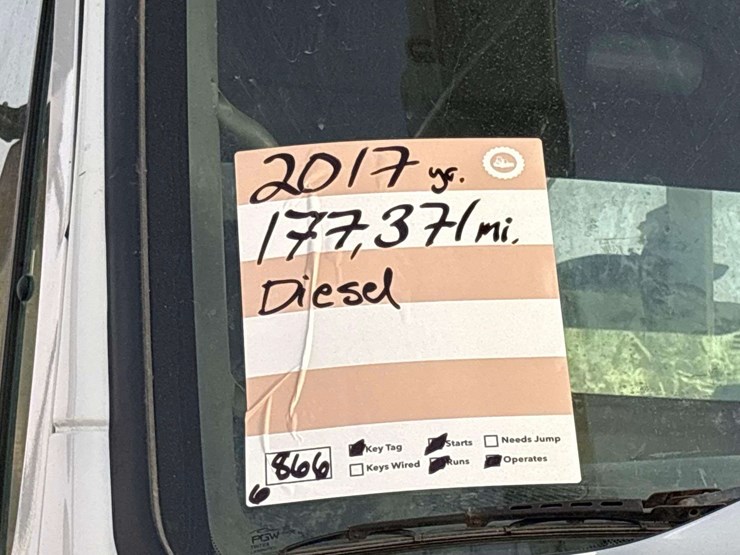 2017 yr.
177,371 mi.
Diesel
Key Tag Starts Needs Jump
866 Keys Wired Runs Operates
6
PGW